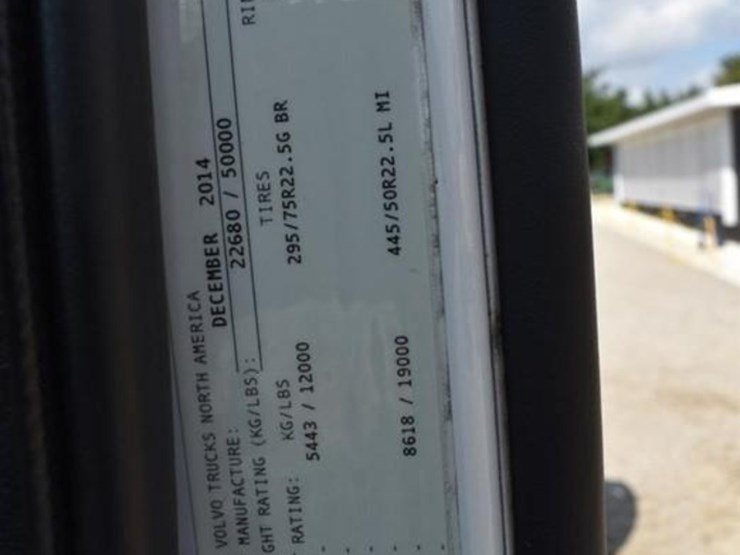 VOLVO TRUCKS NORTH AMERICA
MANUFACTURE: DECEMBER 2014
GHT RATING (KG/LBS): 22680 / 50000
RATING: KG/LBS TIRES
5443 / 12000 295/75R22.5G BR
8618 / 19000 445/50R22.5L MI